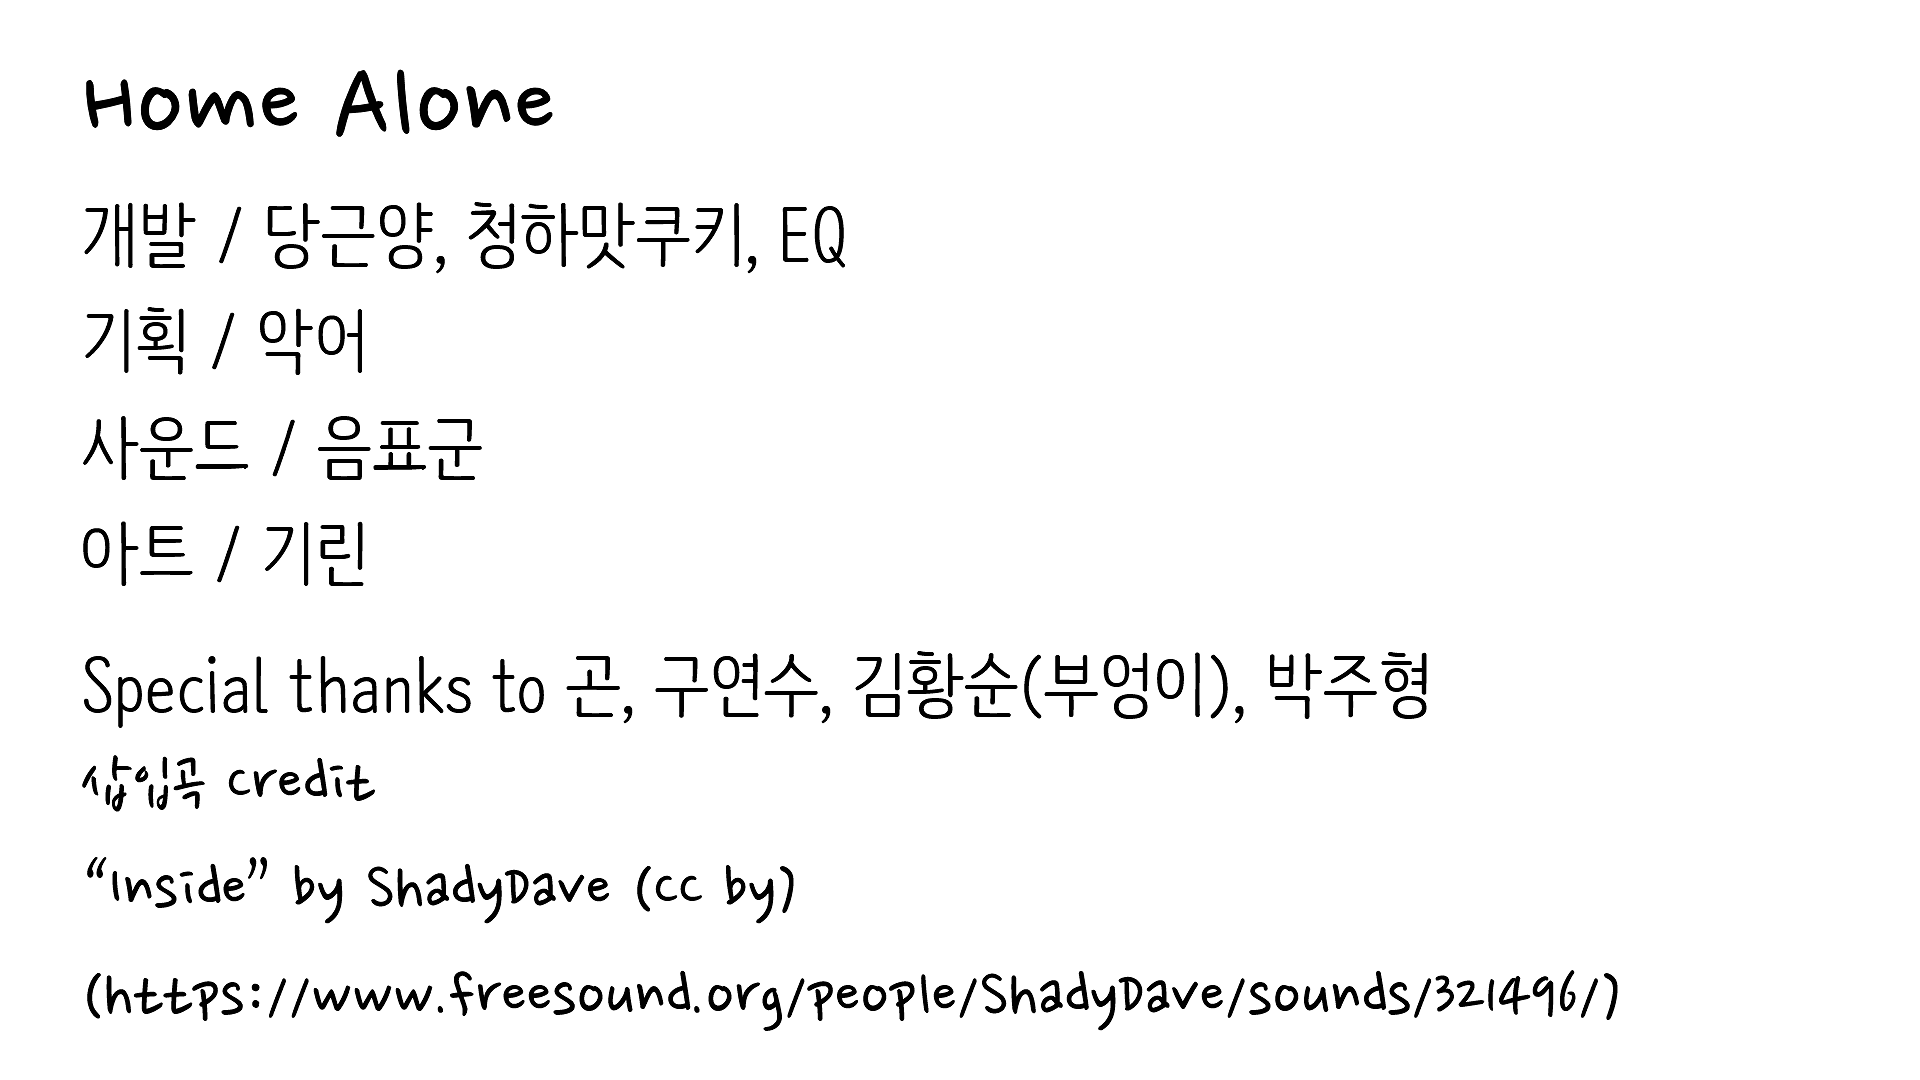 Home Alone
개발 / 당근양, 청하맛쿠키, EQ
기획 / 악어
사운드 / 음표군
아트 / 기린
Special thanks to 곤, 구연수, 김황순(부엉이), 박주형
삽입곡 credit
“Inside” by ShadyDave (cc by)
(https://www.freesound.org/people/ShadyDave/sounds/321496/)